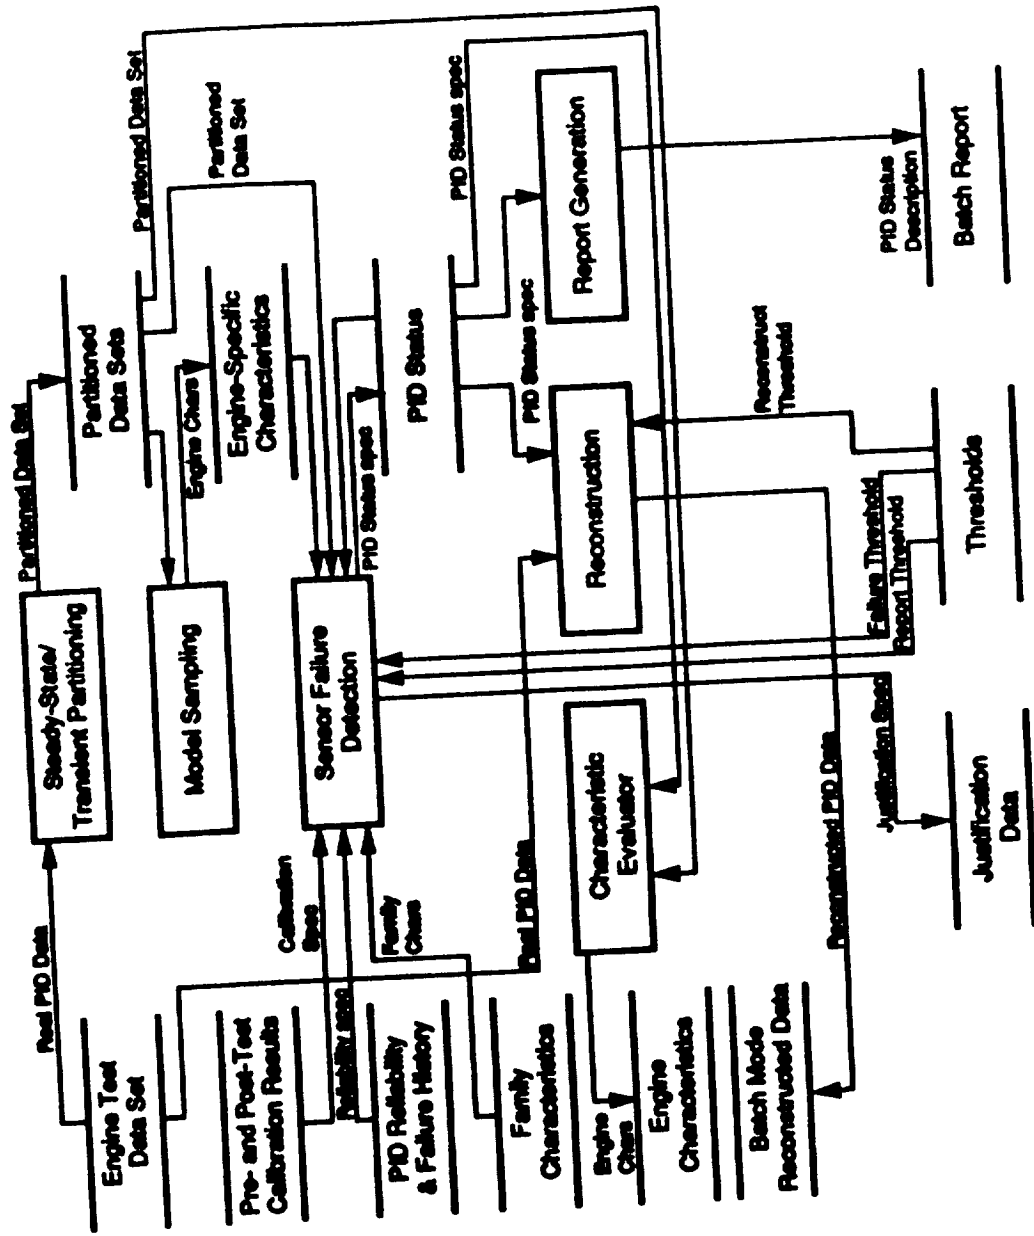 Real PID Data
Steady-State/
Transient Partitioning
Partitioned Data Set
Engine Test
Data Set
Partitioned
Data Sets
Partitioned Data Set
Partitioned
Data Set
Model Sampling
Engine Chars
Pre- and Post-Test
Calibration Results
Calibration
Spec
Engine-Specific
Characteristics
Reliability spec
Sensor Failure
Detection
PID Status spec
PID Reliability
& Failure History
Family
Chars
PID Status
PID Status spec
Family
Characteristics
Real PID Data
Reconstruction
PID Status spec
Report Generation
Engine
Chars
Characteristic
Evaluator
Engine
Characteristics
Reconstruct
Threshold
PID Status
Description
Batch Mode
Reconstructed Data
Reconstructed PID Data
Failure Threshold
Report Threshold
Justification Spec
Justification
Data
Thresholds
Batch Report